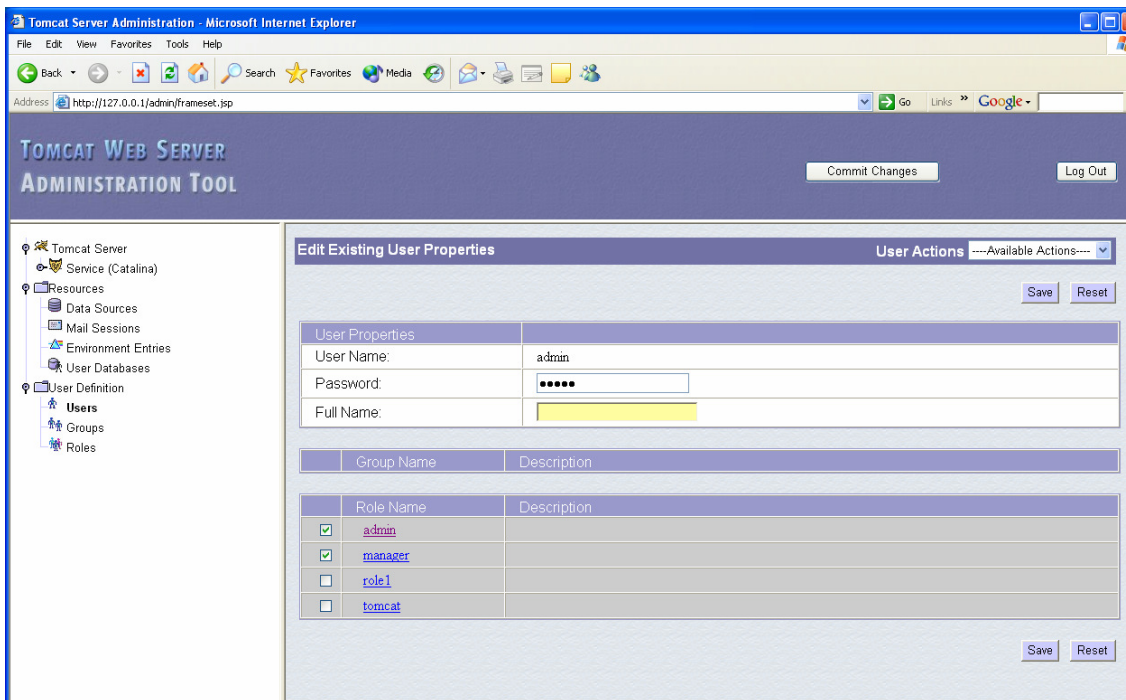 Tomcat Server Administration - Microsoft Internet Explorer
File Edit View Favorites Tools Help
Back Search Favorites Media
Address http://127.0.0.1/admin/frameset.jsp Go Links » Google
TOMCAT WEB SERVER
ADMINISTRATION TOOL
Commit Changes Log Out
Tomcat Server
Service (Catalina)
Resources
Data Sources
Mail Sessions
Environment Entries
User Databases
User Definition
Users
Groups
Roles
Edit Existing User Properties User Actions ----Available Actions----
Save Reset
User Properties
User Name: admin
Password: •••••
Full Name:
Group Name Description
Role Name Description
admin
manager
role1
tomcat
Save Reset